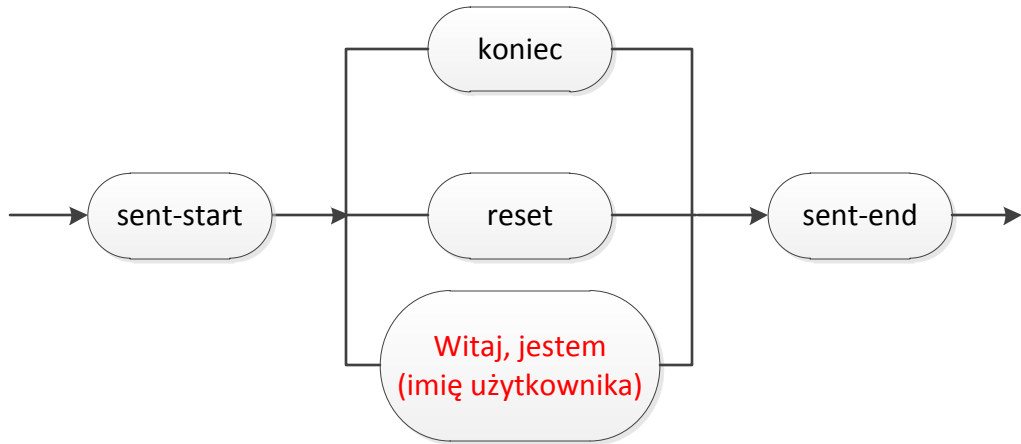 koniec
sent-start
reset
sent-end
Witaj, jestem
(imię użytkownika)